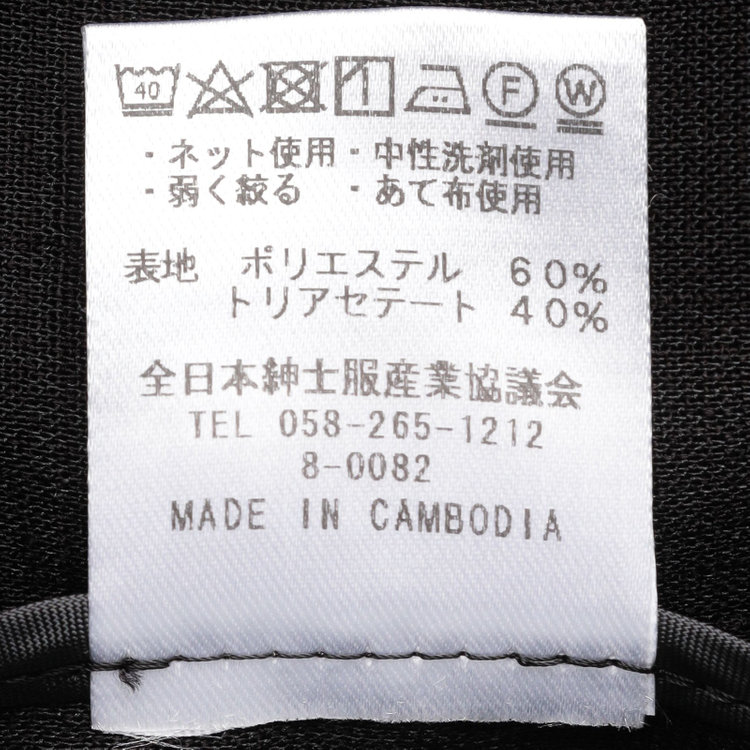 40 F W
・ネット使用・中性洗剤使用
・弱く絞る ・あて布使用
表地 ポリエステル 60%
トリアセテート 40%
全日本紳士服産業協議会
TEL 058-265-1212
8-0082
MADE IN CAMBODIA